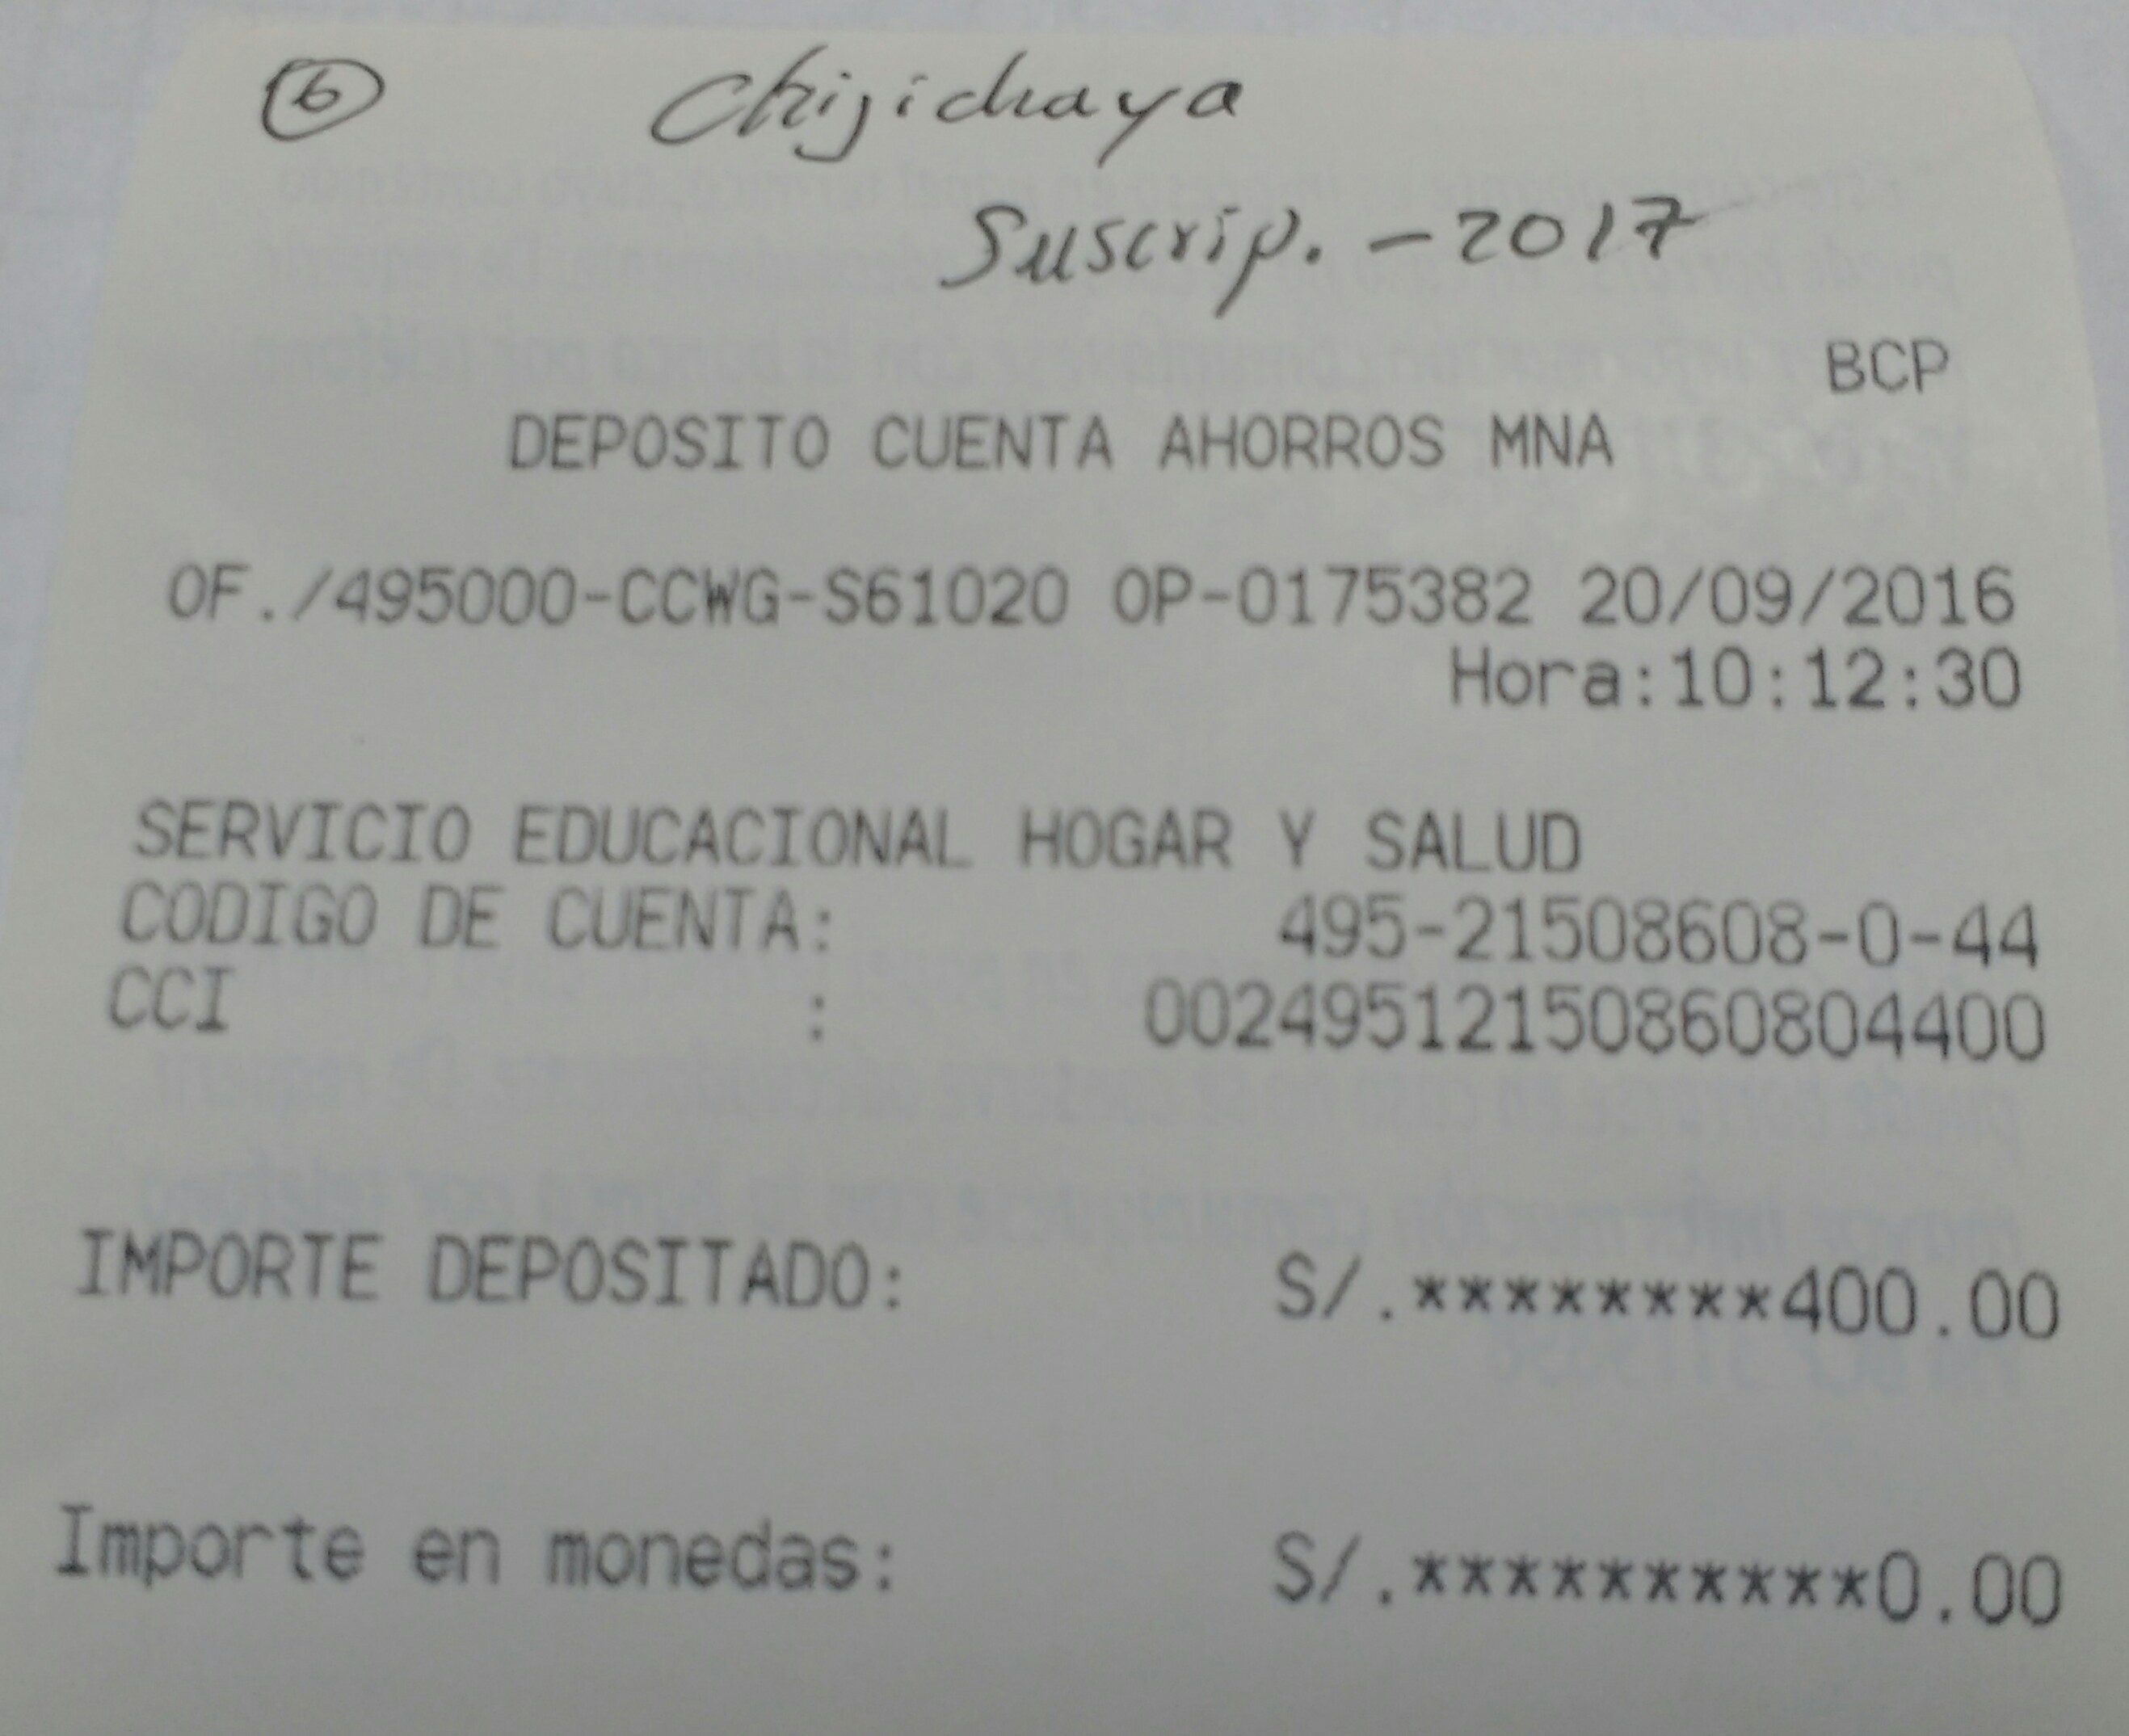 6 Chijichaya
Suscrip. - 2017
BCP
DEPOSITO CUENTA AHORROS MNA
OF./495000-CCWG-S61020 OP-0175382 20/09/2016
Hora:10:12:30
SERVICIO EDUCACIONAL HOGAR Y SALUD
CODIGO DE CUENTA: 495-21508608-0-44
CCI : 00249512150860804400
IMPORTE DEPOSITADO: S/.********400.00
Importe en monedas: S/.**********0.00